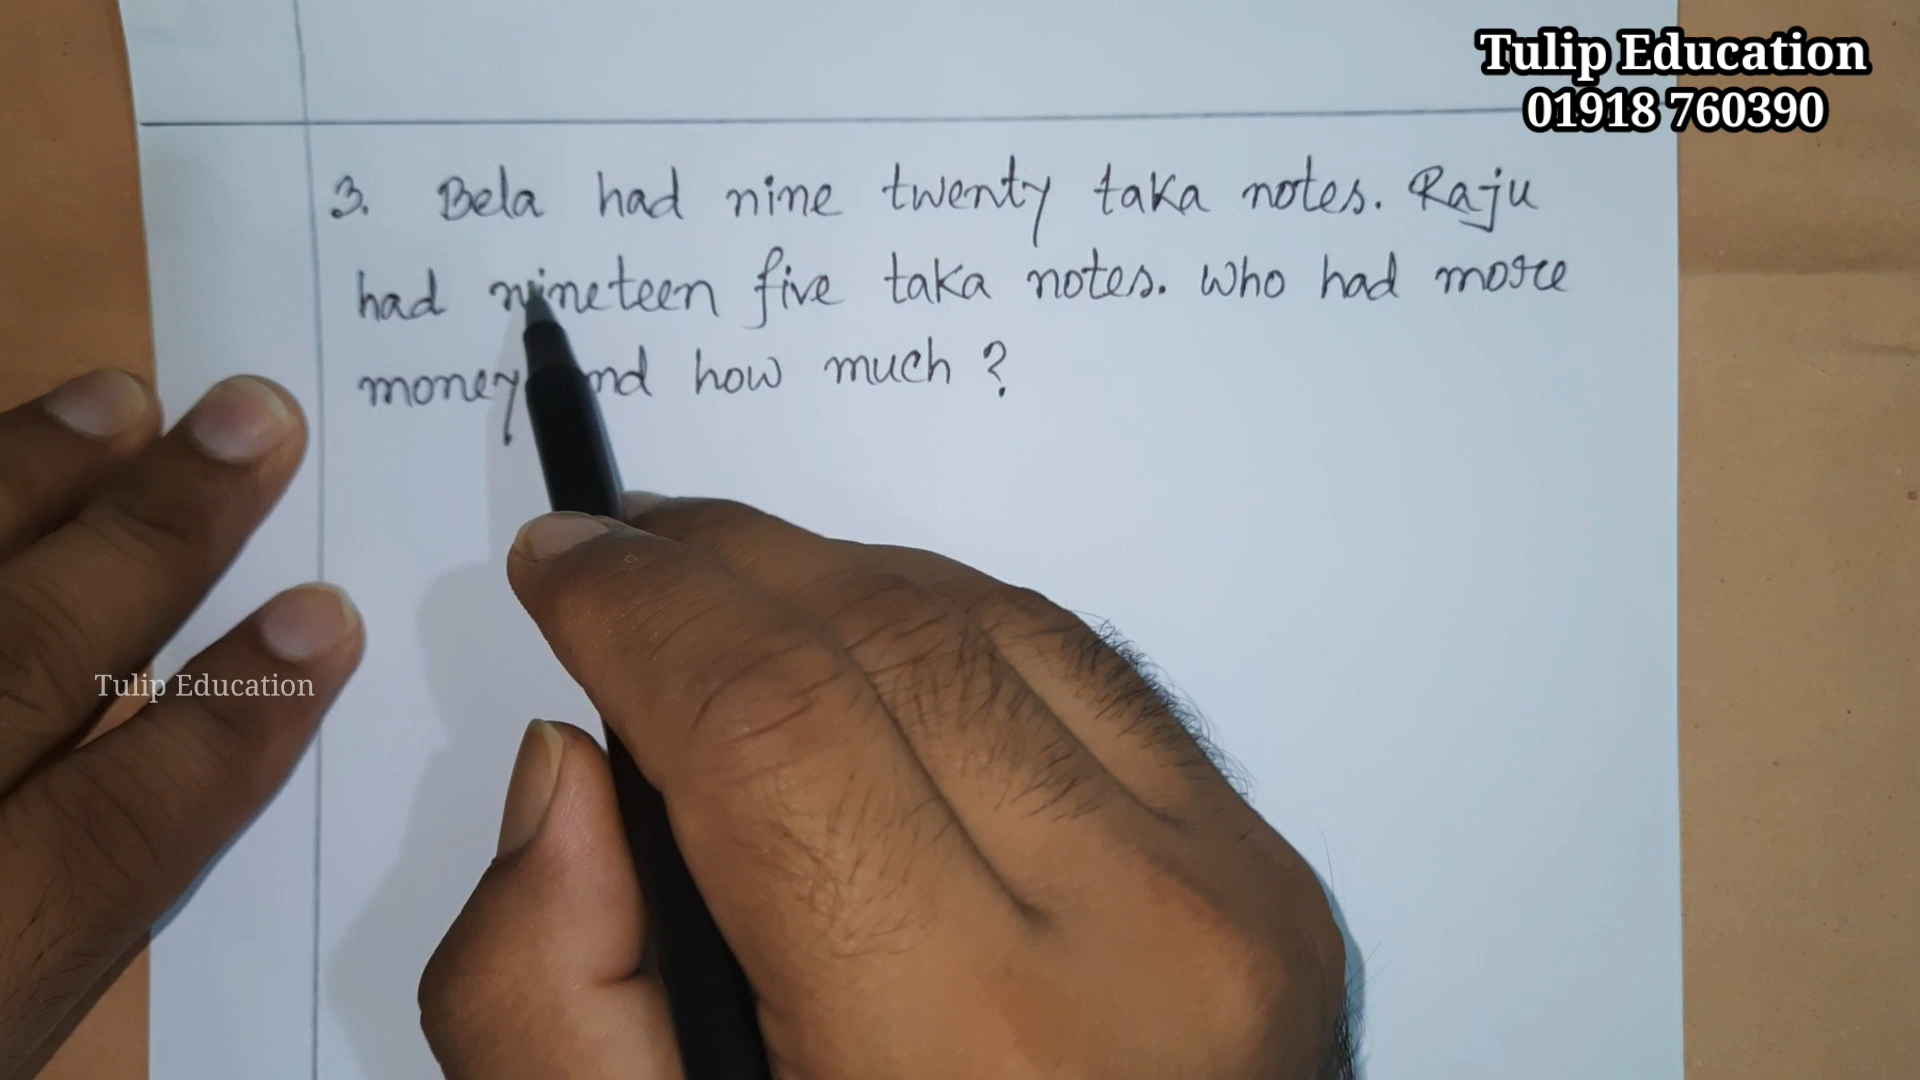 Tulip Education
01918 760390
3. Bela had nine twenty taka notes. Raju
had nineteen five taka notes. Who had more
money and how much ?
Tulip Education